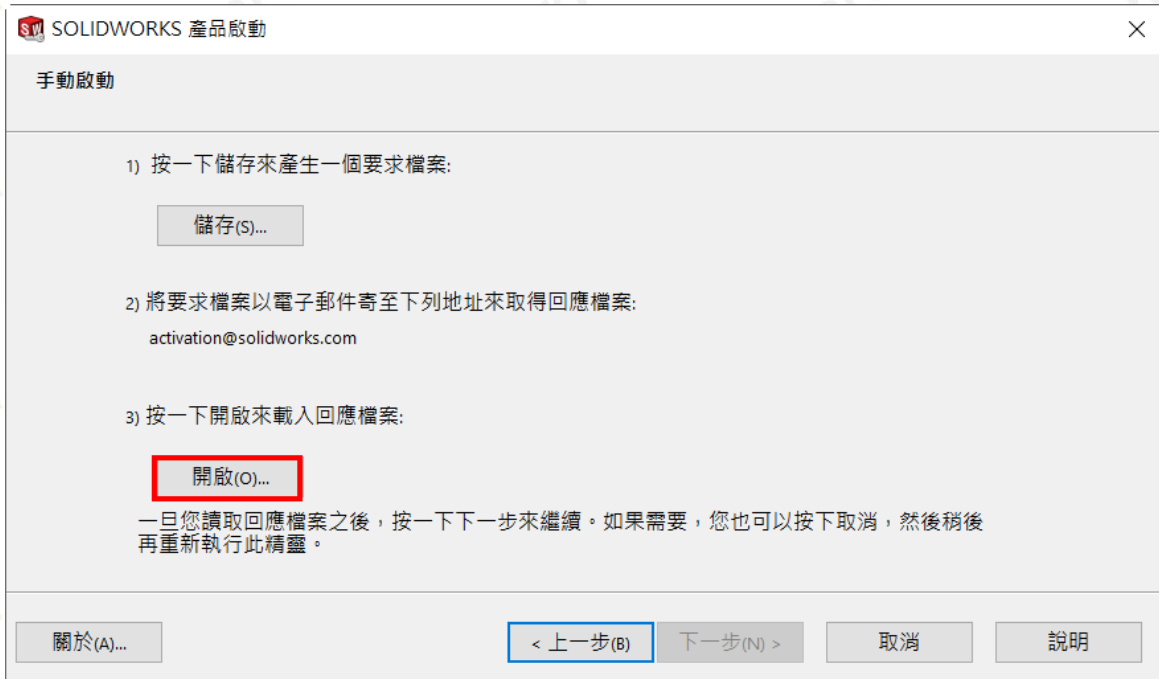 SOLIDWORKS 產品啟動
手動啟動
1) 按一下儲存來產生一個要求檔案:
儲存(S)...
2) 將要求檔案以電子郵件寄至下列地址來取得回應檔案:
activation@solidworks.com
3) 按一下開啟來載入回應檔案:
開啟(O)...
一旦您讀取回應檔案之後，按一下下一步來繼續。如果需要，您也可以按下取消，然後稍後
再重新執行此精靈。
關於(A)... < 上一步(B) 下一步(N) > 取消 說明